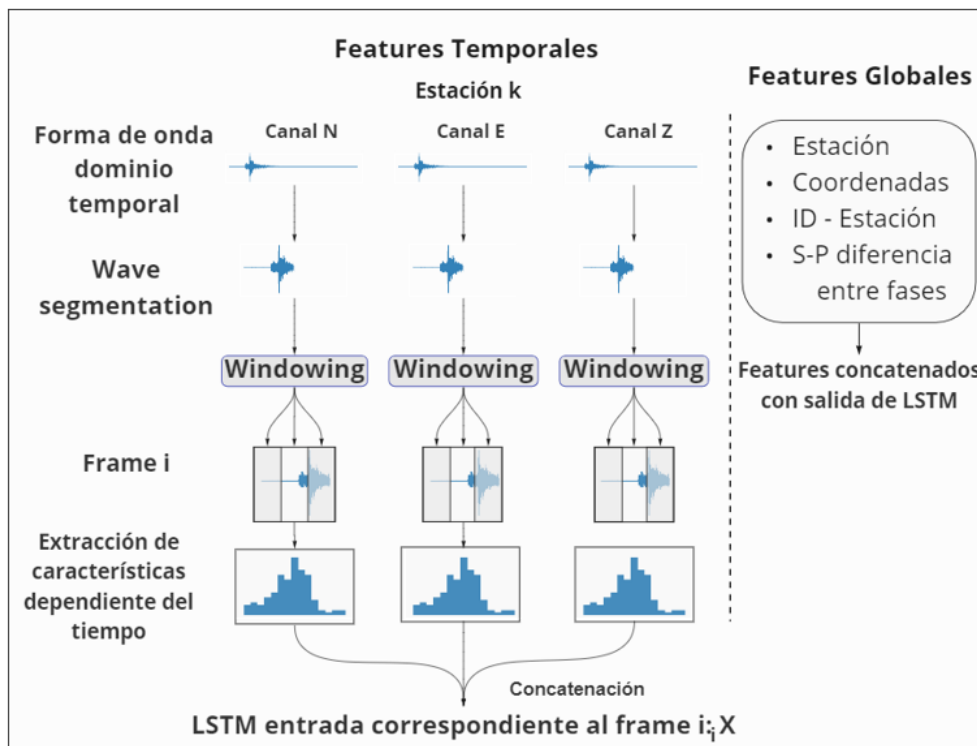 Features Temporales
Estación k
Forma de onda
dominio
temporal
Canal N
Canal E
Canal Z
Wave
segmentation
Windowing
Windowing
Windowing
Frame i
Extracción de
características
dependiente del
tiempo
Concatenación
LSTM entrada correspondiente al frame i:ᵢX
Features Globales
• Estación
• Coordenadas
• ID - Estación
• S-P diferencia
entre fases
Features concatenados
con salida de LSTM